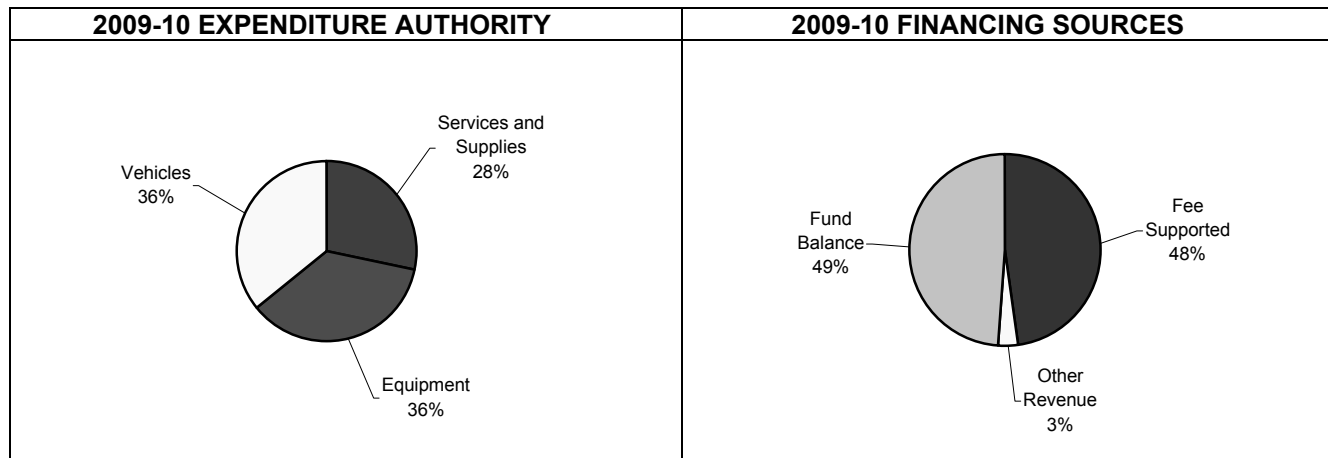 2009-10 EXPENDITURE AUTHORITY
Services and
Supplies
28%
Vehicles
36%
Equipment
36%
2009-10 FINANCING SOURCES
Fee
Supported
48%
Fund
Balance
49%
Other
Revenue
3%